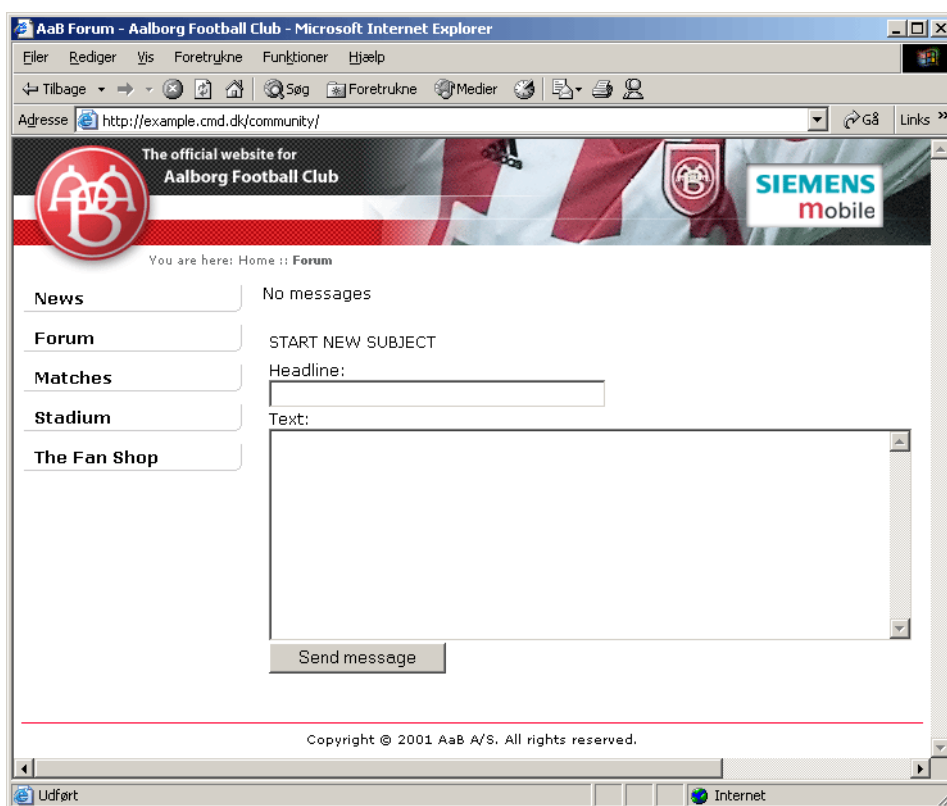 AaB Forum - Aalborg Football Club - Microsoft Internet Explorer
Filer Rediger Vis Foretrukne Funktioner Hjælp
Tilbage Søg Foretrukne Medier
Adresse http://example.cmd.dk/community/ Gå Links »
The official website for
Aalborg Football Club
SIEMENS
mobile
You are here: Home :: Forum
News
Forum
Matches
Stadium
The Fan Shop
No messages
START NEW SUBJECT
Headline:
Text:
Send message
Copyright © 2001 AaB A/S. All rights reserved.
Udført Internet